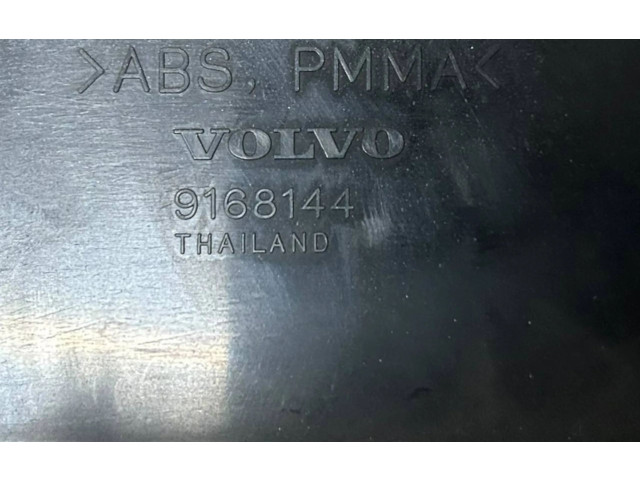 >ABS, PMMA<
VOLVO
9168144
THAILAND